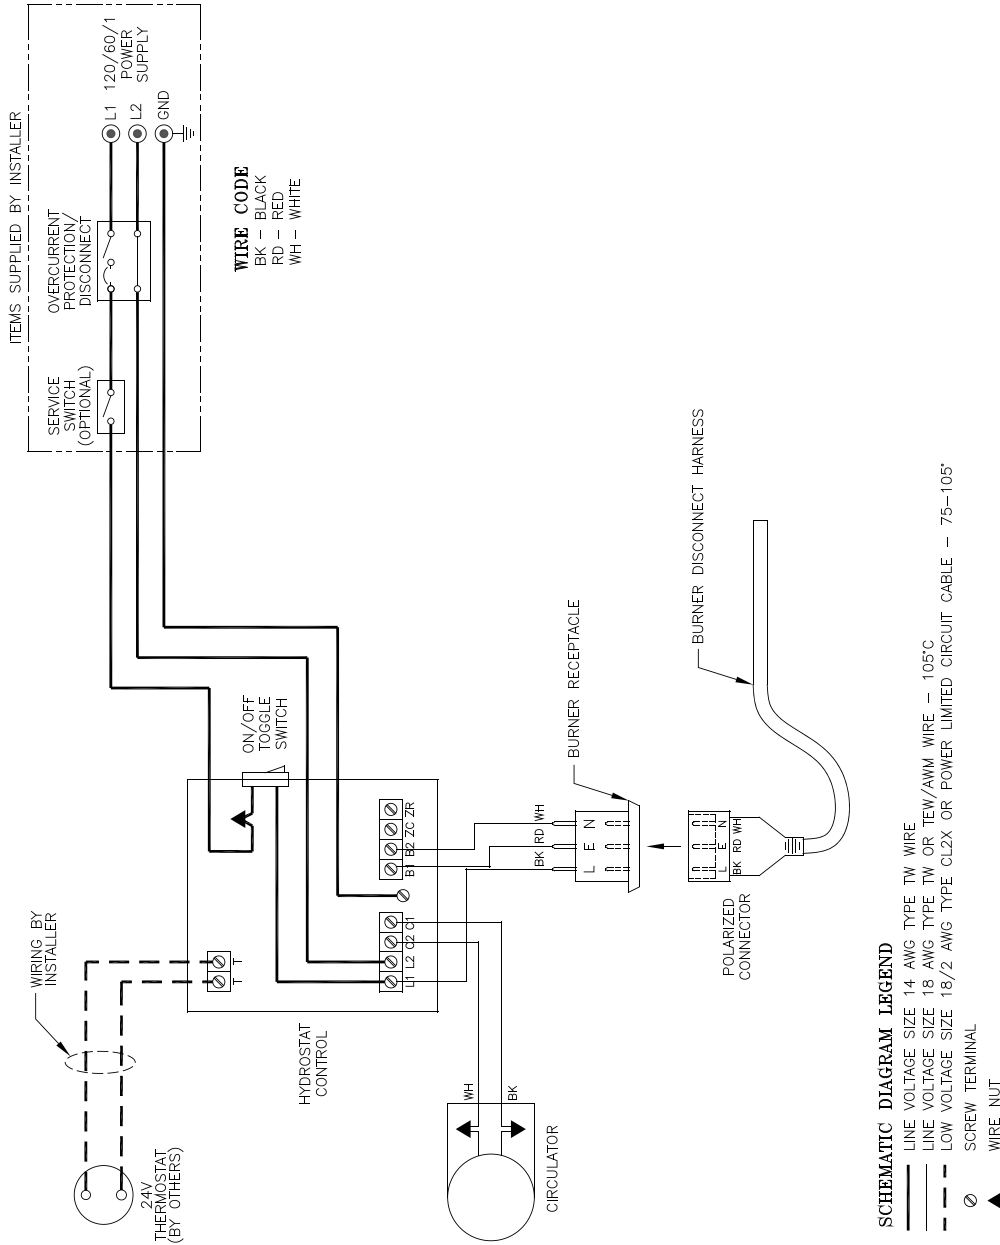 ITEMS SUPPLIED BY INSTALLER
L1
120/60/1
POWER
SUPPLY
L2
GND
OVERCURRENT
PROTECTION/
DISCONNECT
SERVICE
SWITCH
(OPTIONAL)
WIRE CODE
BK – BLACK
RD – RED
WH – WHITE
WIRING BY
INSTALLER
24V
THERMOSTAT
(BY OTHERS)
T
T
ON/OFF
TOGGLE
SWITCH
HYDROSTAT
CONTROL
L1 L2 C2 C1
B1 B2 ZC ZR
WH
BK
CIRCULATOR
BK RD WH
L E N
BURNER RECEPTACLE
L E N
BK RD WH
POLARIZED
CONNECTOR
BURNER DISCONNECT HARNESS
SCHEMATIC DIAGRAM LEGEND
LINE VOLTAGE SIZE 14 AWG TYPE TW WIRE
LINE VOLTAGE SIZE 18 AWG TYPE TW OR TEW/AWM WIRE – 105°C
LOW VOLTAGE SIZE 18/2 AWG TYPE CL2X OR POWER LIMITED CIRCUIT CABLE – 75–105°
SCREW TERMINAL
WIRE NUT